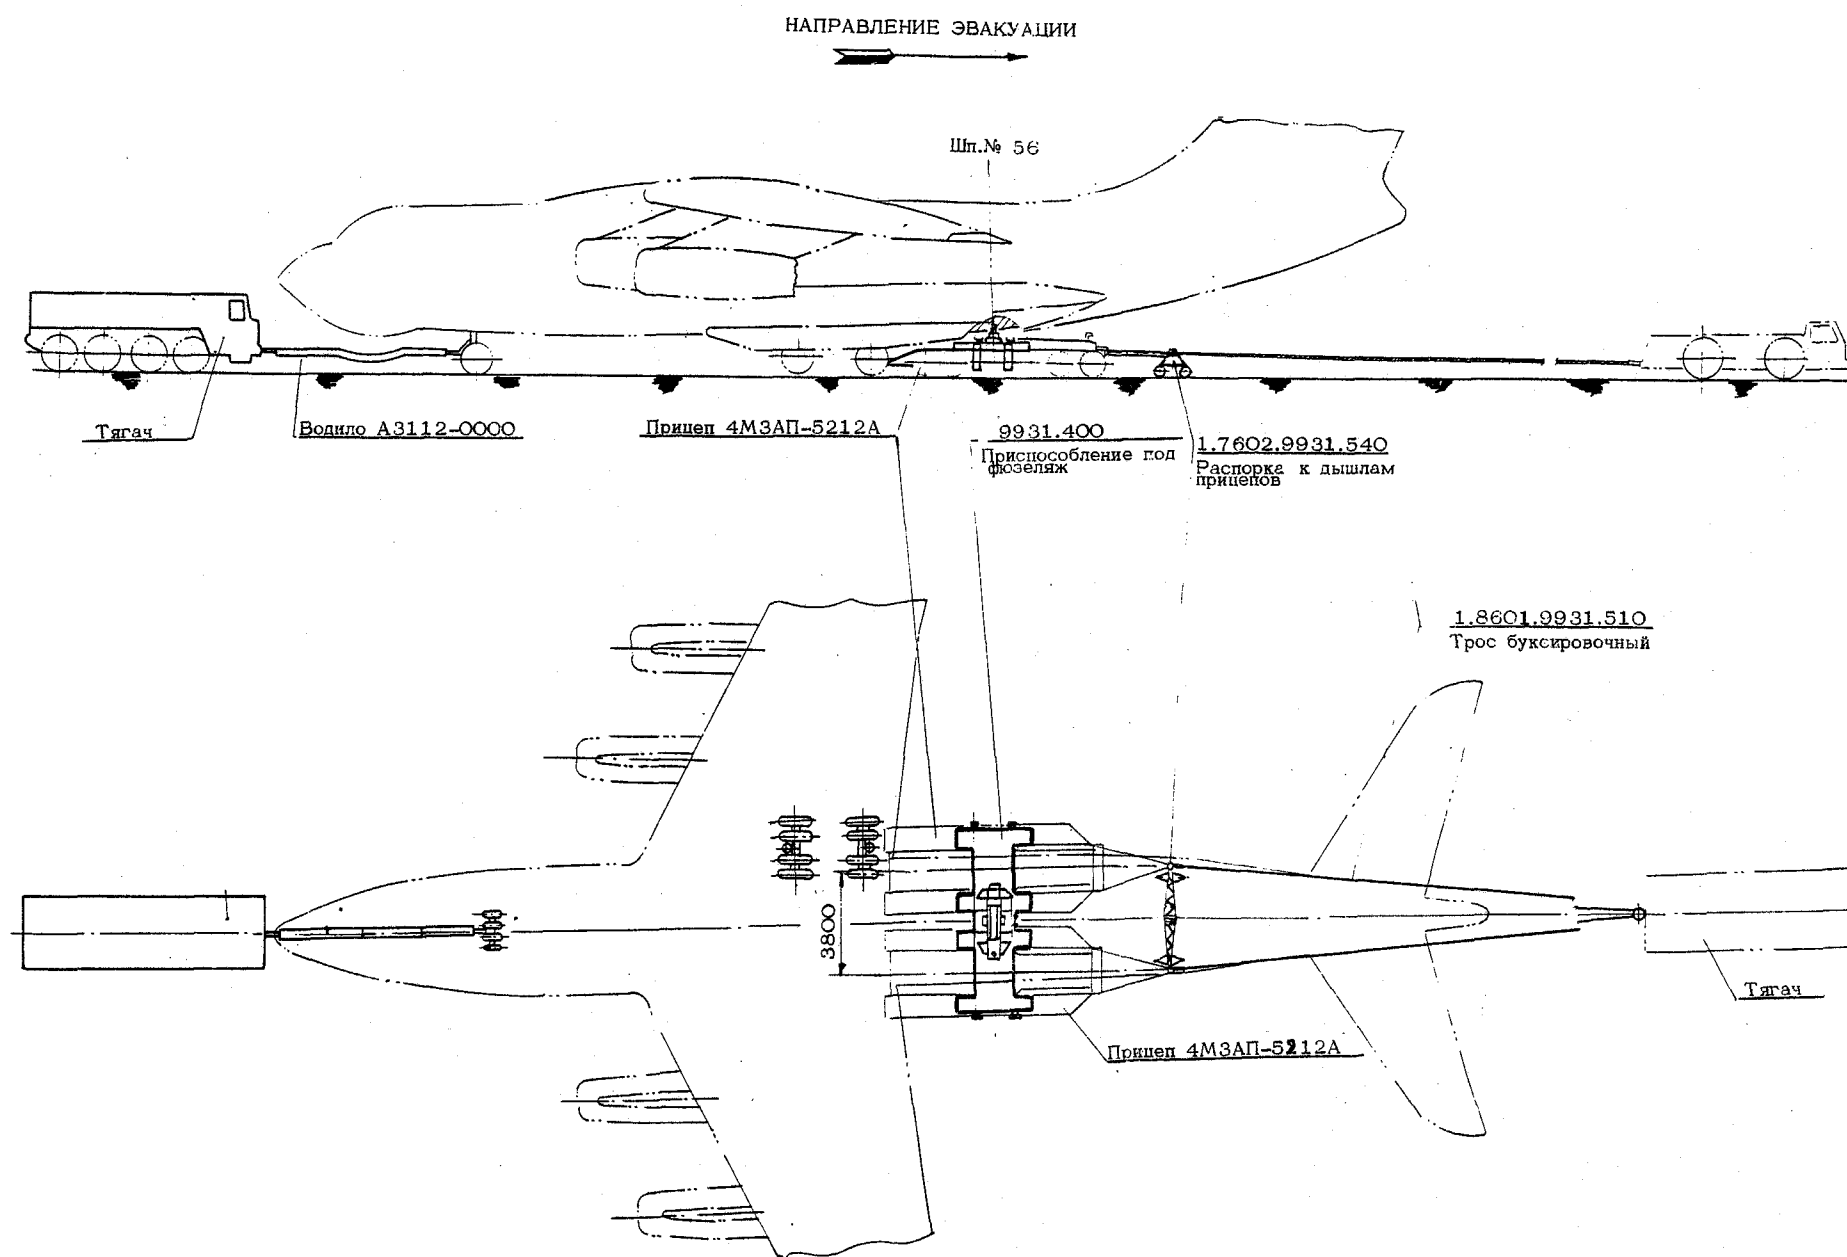 НАПРАВЛЕНИЕ ЭВАКУАЦИИ
Шп.№ 56
Тягач
Водило А3112-0000
Прицеп 4МЗАП-5212А
9931.400
Приспособление под
фюзеляж
1.7602.9931.540
Распорка к дышлам
прицепов
1.8601.9931.510
Трос буксировочный
3800
Тягач
Прицеп 4МЗАП-5212А